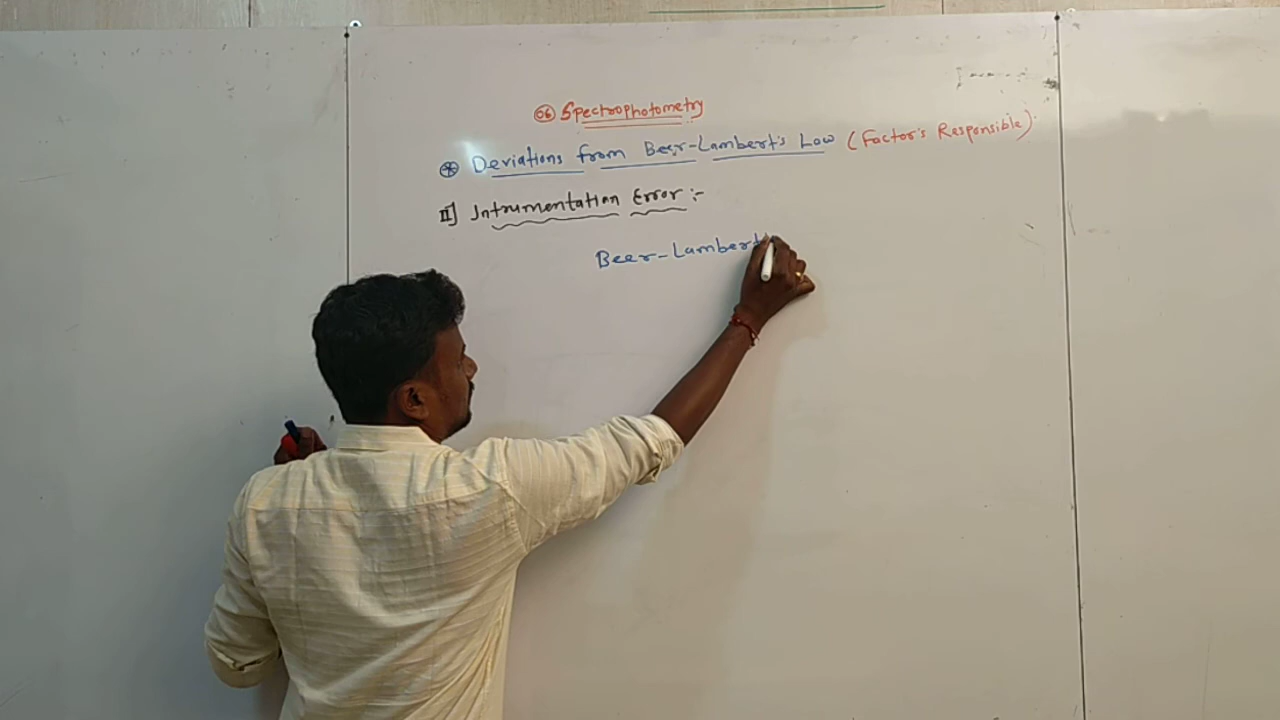 06 Spectrophotometry
Deviations from Beer-Lambert's Low (Factor's Responsible).
II] Intrumentation Error :-
Beer-Lambert